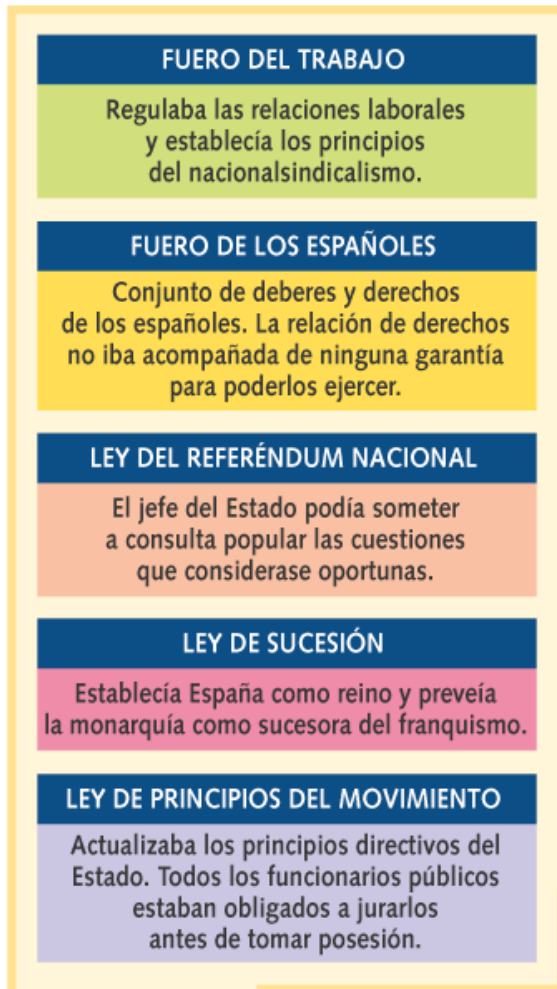 FUERO DEL TRABAJO
Regulaba las relaciones laborales
y establecía los principios
del nacionalsindicalismo.
FUERO DE LOS ESPAÑOLES
Conjunto de deberes y derechos
de los españoles. La relación de derechos
no iba acompañada de ninguna garantía
para poderlos ejercer.
LEY DEL REFERÉNDUM NACIONAL
El jefe del Estado podía someter
a consulta popular las cuestiones
que considerase oportunas.
LEY DE SUCESIÓN
Establecía España como reino y preveía
la monarquía como sucesora del franquismo.
LEY DE PRINCIPIOS DEL MOVIMIENTO
Actualizaba los principios directivos del
Estado. Todos los funcionarios públicos
estaban obligados a jurarlos
antes de tomar posesión.